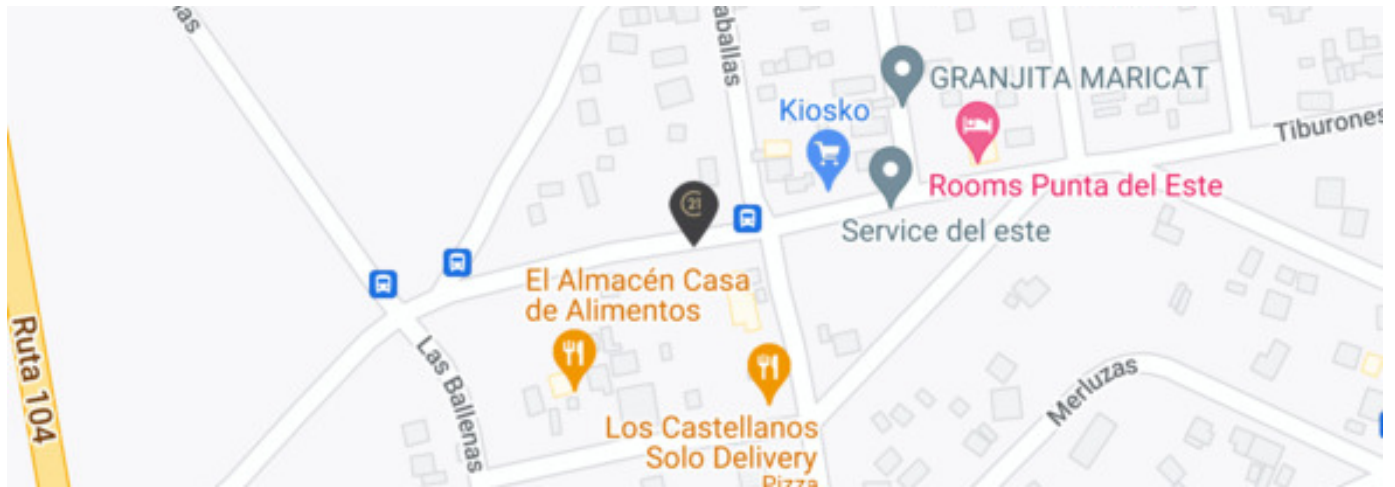 GRANJITA MARICAT
Kiosko
Tiburones
Rooms Punta del Este
Service del este
21
El Almacén Casa
de Alimentos
Ruta 104
Las Ballenas
Merluzas
Los Castellanos
Solo Delivery
Pizza